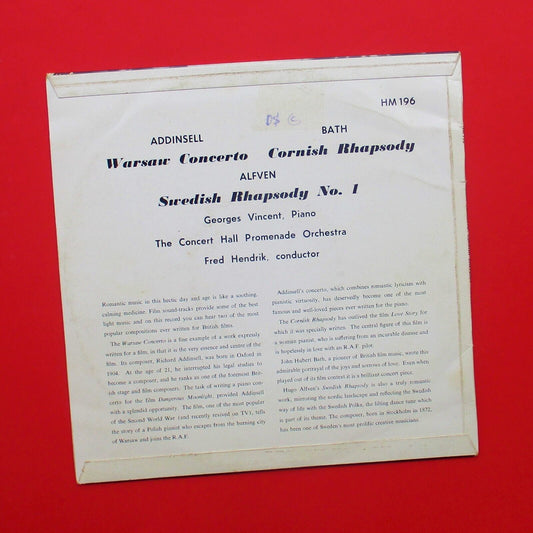 HM 196
D$ C
ADDINSELL BATH
Warsaw Concerto Cornish Rhapsody
ALFVEN
Swedish Rhapsody No. 1
Georges Vincent, Piano
The Concert Hall Promenade Orchestra
Fred Hendrik, conductor
Romantic music in this hectic day and age is like a soothing,
calming medicine. Film sound-tracks provide some of the best
light music and on this record you can hear two of the most
popular compositions ever written for British films.
The Warsaw Concerto is a fine example of a work expressly
written for a film, in that it is the very essence and centre of the
film. Its composer, Richard Addinsell, was born in Oxford in
1904. At the age of 21, he interrupted his legal studies to
become a composer, and he ranks as one of the foremost Brit-
ish stage and film composers. The task of writing a piano con-
certo for the film Dangerous Moonlight, provided Addinsell
with a splendid opportunity. The film, one of the most popular
of the Second World War (and recently revised on TV), tells
the story of a Polish pianist who escapes from the burning city
of Warsaw and joins the R.A.F.
Addinsel's concerto, which combines romantic lyricism with
pianistic virtuosity, has deservedly become one of the most
famous and well-loved pieces ever written for the piano.
The Cornish Rhapsody has outlived the film Love Story for
which it was specially written. The central figure of this film is
a woman pianist, who is suffering from an incurable disease and
is hopelessly in love with an R.A.F. pilot.
John Hubert Bath, a pioneer of British film music, wrote this
admirable portrayal of the joys and sorrows of love. Even when
played out of its film context it is a brilliant concert piece.
Hugo Alfven's Swedish Rhapsody is also a truly romantic
work, mirroring the nordic landscape and reflecting the Swedish
way of life with the Swedish Polka, the lilting dance tune which
is part of its theme. The composer, born in Stockholm in 1872,
has been one of Sweden's most prolific creative musicians.